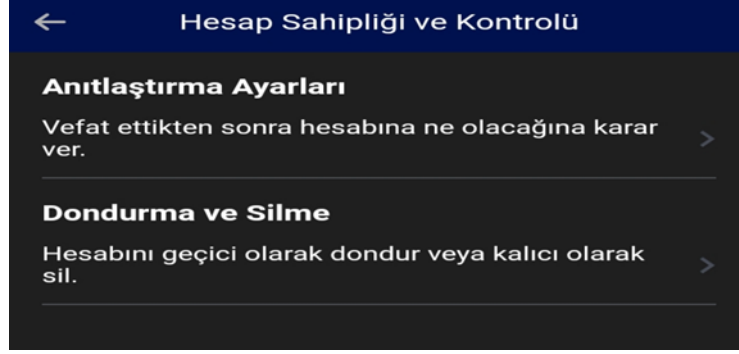 Hesap Sahipliği ve Kontrolü
Anıtlaştırma Ayarları
Vefat ettikten sonra hesabına ne olacağına karar
ver.
Dondurma ve Silme
Hesabını geçici olarak dondur veya kalıcı olarak
sil.